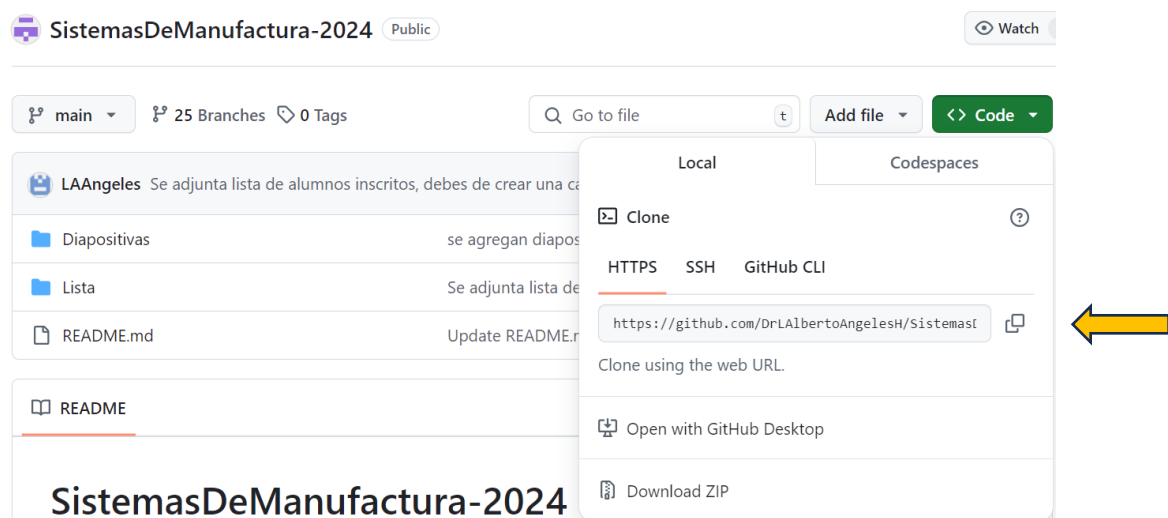 SistemasDeManufactura-2024 Public Watch
main 25 Branches 0 Tags Go to file t Add file Code
Local Codespaces
LAAngeles Se adjunta lista de alumnos inscritos, debes de crear una ca
Clone
Diapositivas se agregan diapos
HTTPS SSH GitHub CLI
Lista Se adjunta lista de
https://github.com/DrLAlbertoAngelesH/Sistemas
README.md Update README.
Clone using the web URL.
README
Open with GitHub Desktop
Download ZIP
SistemasDeManufactura-2024